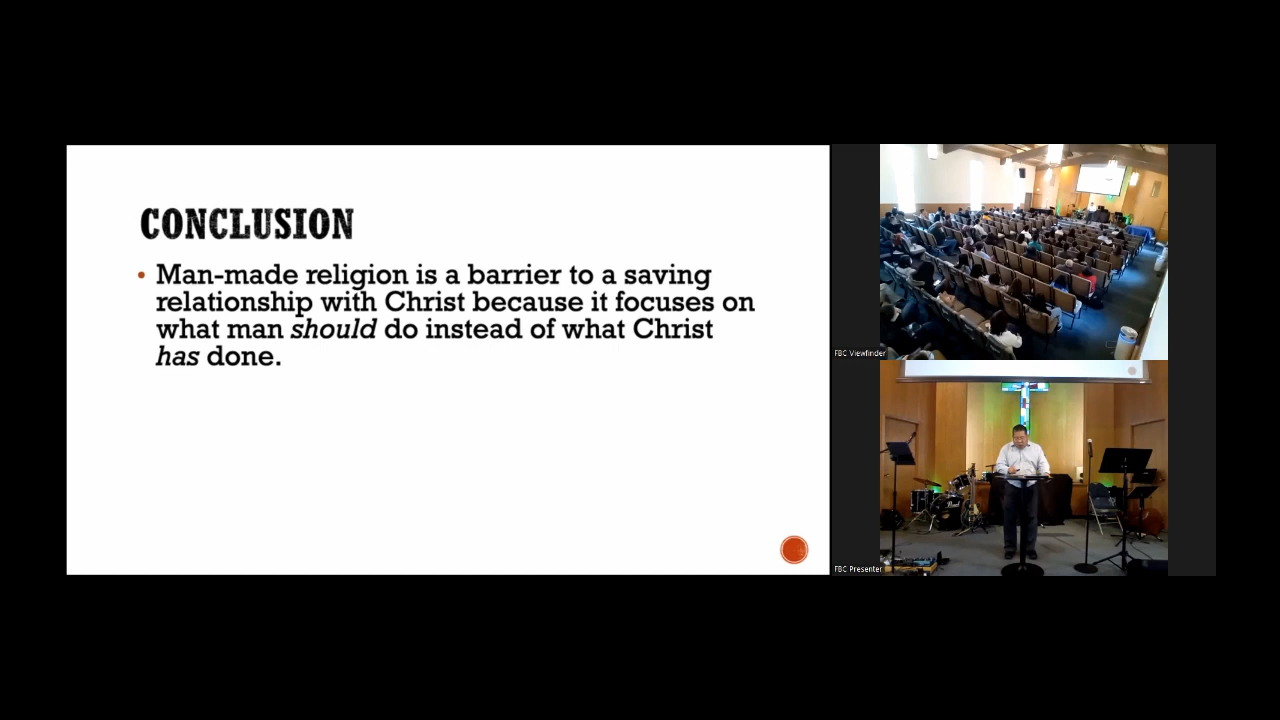 CONCLUSION
• Man-made religion is a barrier to a saving
relationship with Christ because it focuses on
what man should do instead of what Christ
has done.
FBC Viewfinder
FBC Presenter